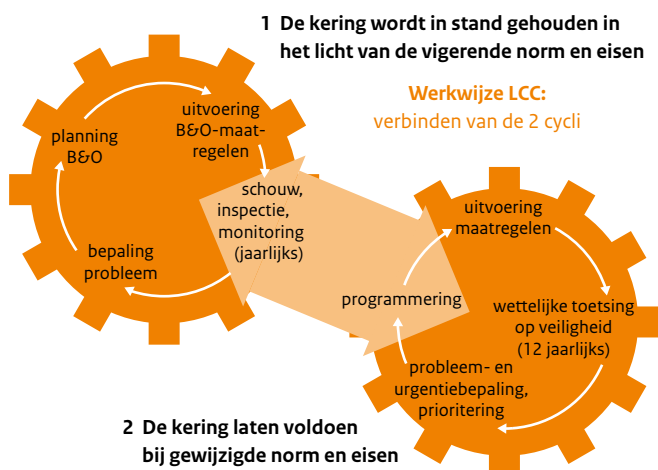 1 De kering wordt in stand gehouden in
het licht van de vigerende norm en eisen
Werkwijze LCC:
verbinden van de 2 cycli
uitvoering
B&O-maat-
regelen
planning
B&O
schouw,
inspectie,
monitoring
(jaarlijks)
bepaling
probleem
uitvoering
maatregelen
programmering
wettelijke toetsing
op veiligheid
(12 jaarlijks)
probleem- en
urgentiebepaling,
prioritering
2 De kering laten voldoen
bij gewijzigde norm en eisen